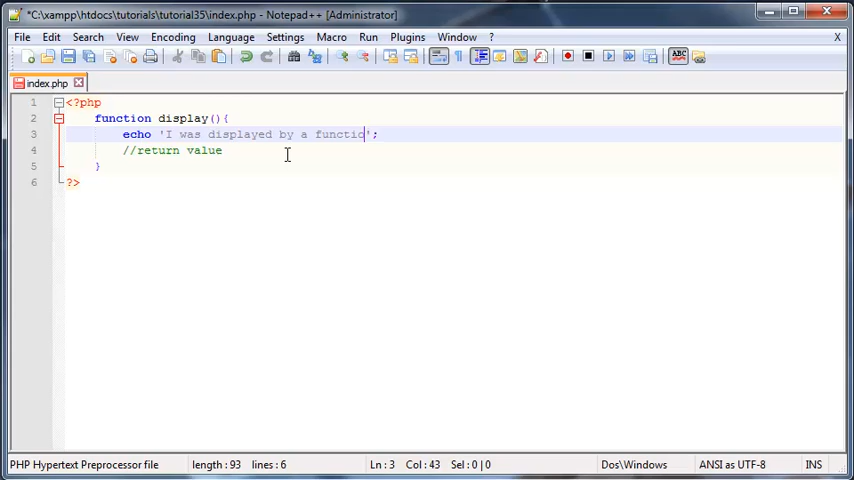 *C:\xampp\htdocs\tutorials\tutorial35\index.php - Notepad++ [Administrator]
File Edit Search View Encoding Language Settings Macro Run Plugins Window ? X
ABC
index.php
1 <?php
2 function display(){
3 echo 'I was displayed by a functio';
4 //return value
5 }
6 ?>
PHP Hypertext Preprocessor file length : 93 lines : 6 Ln : 3 Col : 43 Sel : 0 | 0 Dos\Windows ANSI as UTF-8 INS